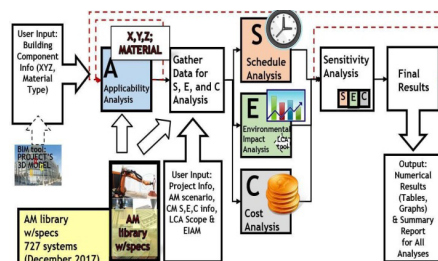 User Input:
Building
Component Info
(XYZ,
Material
Type)
BIM tool:
PROJECT'S
3D MODEL
X,Y,Z;
MATERIAL
A
Applicability
Analysis
Gather
Data for
S, E, and C
Analysis
S
Schedule
Analysis
E
Environmental
Impact
Analysis
LCA
tool
C
Cost
Analysis
Sensitivity
Analysis
S E C
Final
Results
AM library
w/specs
727 systems
(December 2017)
AM
library
w/specs
User Input:
Project Info,
AM scenario,
CM S,E,C info,
LCA Scope &
EIAM
Output:
Numerical
Results
(Tables,
Graphs) &
Summary
Report
for All
Analyses